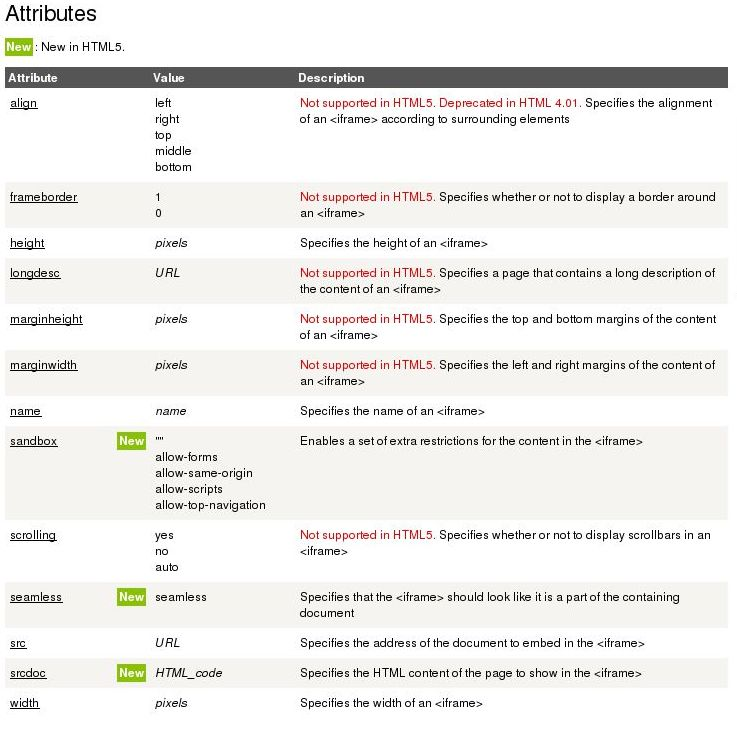 Attributes
New : New in HTML5.
Attribute Value Description
align left Not supported in HTML5. Deprecated in HTML 4.01. Specifies the alignment
right of an <iframe> according to surrounding elements
top
middle
bottom
frameborder 1 Not supported in HTML5. Specifies whether or not to display a border around
0 an <iframe>
height pixels Specifies the height of an <iframe>
longdesc URL Not supported in HTML5. Specifies a page that contains a long description of
the content of an <iframe>
marginheight pixels Not supported in HTML5. Specifies the top and bottom margins of the content
of an <iframe>
marginwidth pixels Not supported in HTML5. Specifies the left and right margins of the content of
an <iframe>
name name Specifies the name of an <iframe>
sandbox New "" Enables a set of extra restrictions for the content in the <iframe>
allow-forms
allow-same-origin
allow-scripts
allow-top-navigation
scrolling yes Not supported in HTML5. Specifies whether or not to display scrollbars in an
no <iframe>
auto
seamless New seamless Specifies that the <iframe> should look like it is a part of the containing
document
src URL Specifies the address of the document to embed in the <iframe>
srcdoc New HTML_code Specifies the HTML content of the page to show in the <iframe>
width pixels Specifies the width of an <iframe>